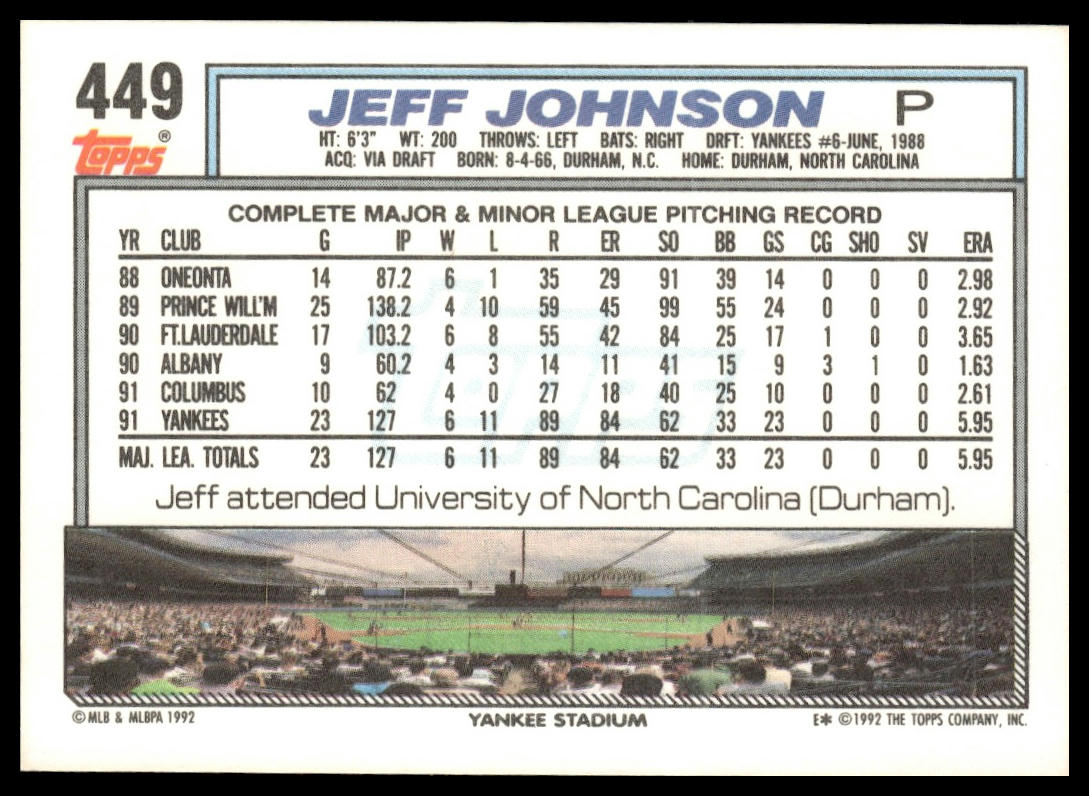 449
Topps®
JEFF JOHNSON P
HT: 6'3" WT: 200 THROWS: LEFT BATS: RIGHT DRFT: YANKEES #6-JUNE, 1988
ACQ: VIA DRAFT BORN: 8-4-66, DURHAM, N.C. HOME: DURHAM, NORTH CAROLINA
COMPLETE MAJOR & MINOR LEAGUE PITCHING RECORD
YR CLUB G IP W L R ER SO BB GS CG SHO SV ERA
88 ONEONTA 14 87.2 6 1 35 29 91 39 14 0 0 0 2.98
89 PRINCE WILL'M 25 138.2 4 10 59 45 99 55 24 0 0 0 2.92
90 FT.LAUDERDALE 17 103.2 6 8 55 42 84 25 17 1 0 0 3.65
90 ALBANY 9 60.2 4 3 14 11 41 15 9 3 1 0 1.63
91 COLUMBUS 10 62 4 0 27 18 40 25 10 0 0 0 2.61
91 YANKEES 23 127 6 11 89 84 62 33 23 0 0 0 5.95
MAJ. LEA. TOTALS 23 127 6 11 89 84 62 33 23 0 0 0 5.95
Jeff attended University of North Carolina (Durham).
©MLB & MLBPA 1992 YANKEE STADIUM E* ©1992 THE TOPPS COMPANY, INC.